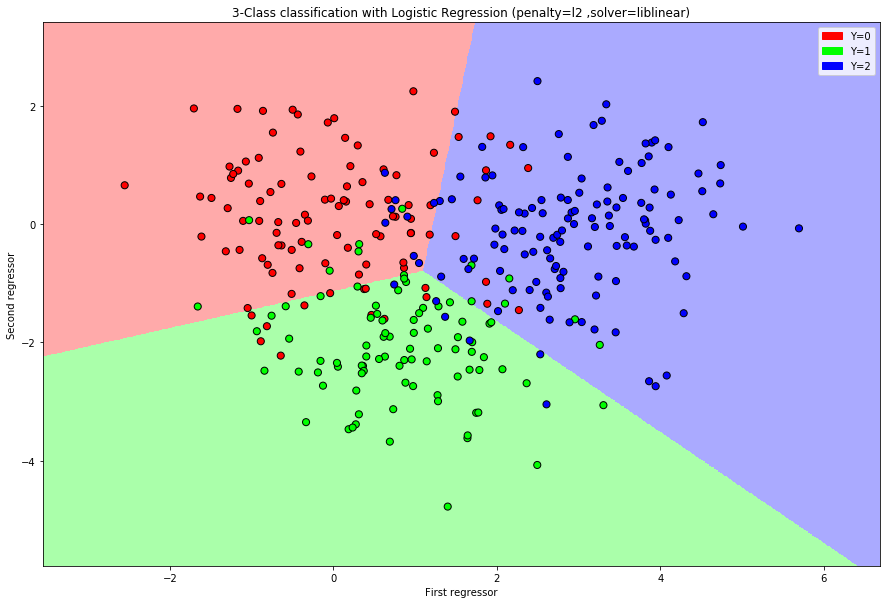 3-Class classification with Logistic Regression (penalty=l2 ,solver=liblinear)
Y=0
Y=1
Y=2
Second regressor
2
0
−2
−4
−2
0
2
4
6
First regressor